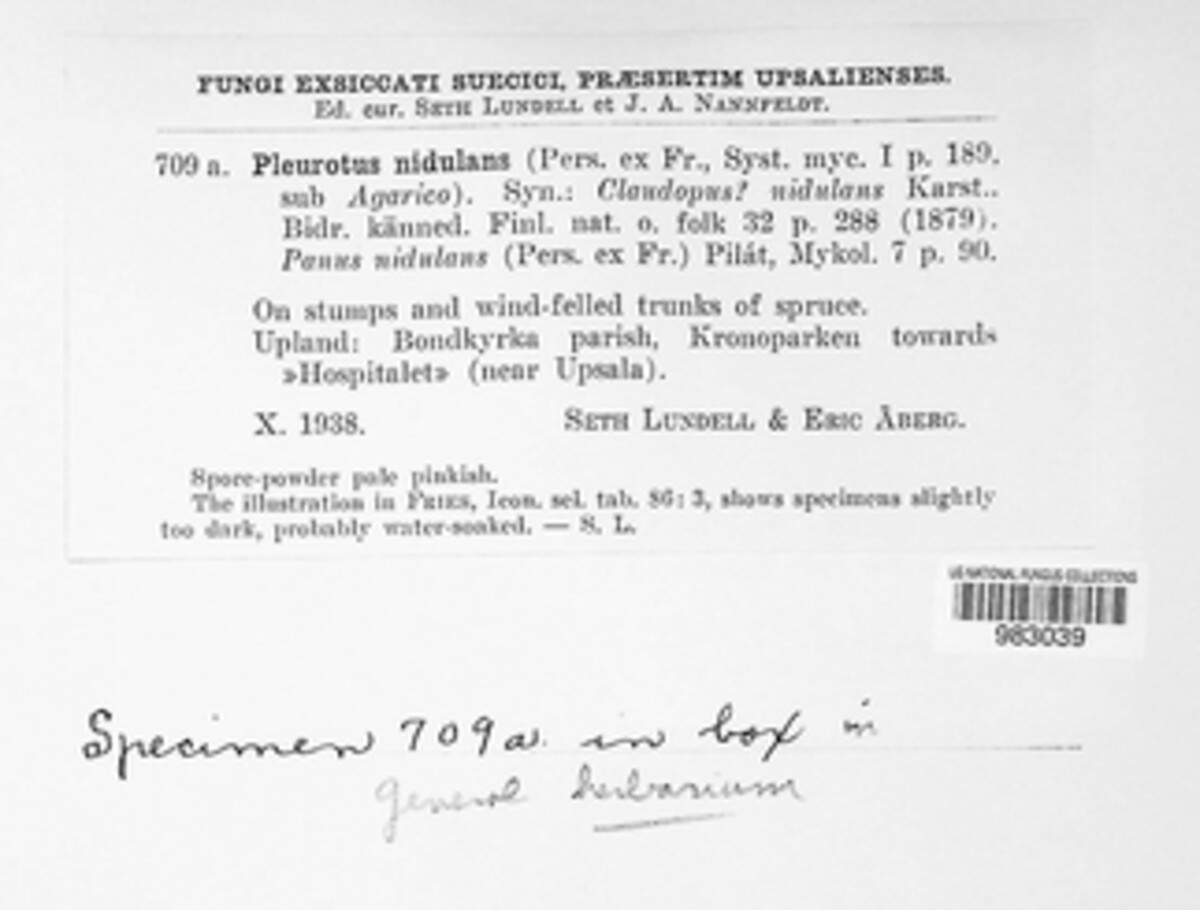 FUNGI EXSICCATI SUECICI, PRÆSERTIM UPSALIENSES.
Ed. cur. SETH LUNDELL et J. A. NANNFELDT.
709 a. Pleurotus nidulans (Pers. ex Fr., Syst. myc. I p. 189.
sub Agarico). Syn.: Claudopus? nidulans Karst..
Bidr. känned. Finl. nat. o. folk 32 p. 288 (1879).
Panus nidulans (Pers. ex Fr.) Pilát, Mykol. 7 p. 90.
On stumps and wind-felled trunks of spruce.
Upland: Bondkyrka parish, Kronoparken towards
»Hospitalet» (near Upsala).
X. 1938. SETH LUNDELL & ERIC ÅBERG.
Spore-powder pale pinkish.
The illustration in FRIES, Icon. sel. tab. 86: 3, shows specimens slightly
too dark, probably water-soaked. — S. L.
US NATIONAL FUNGUS COLLECTIONS
983039
Specimen 709a. in box in
General herbarium